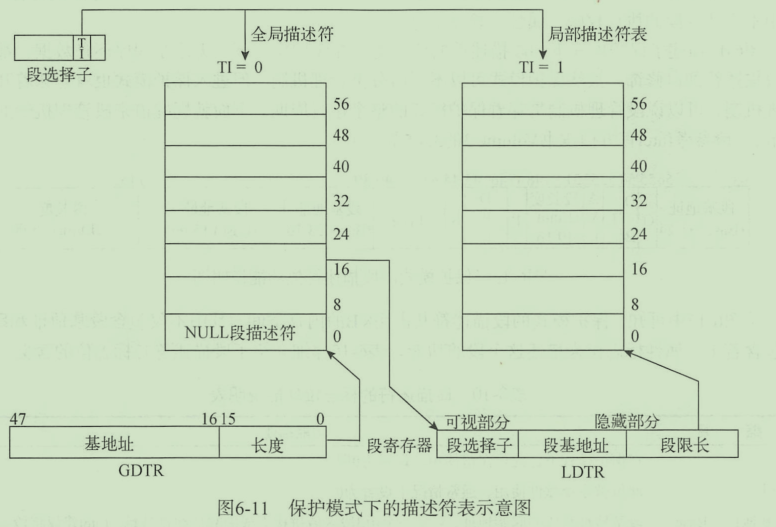 T
I
段选择子
全局描述符
局部描述符表
TI = 0
TI = 1
56
48
40
32
24
16
8
0
NULL段描述符
56
48
40
32
24
16
8
0
47
16
15
0
基地址
长度
GDTR
可视部分
隐藏部分
段寄存器
段选择子
段基地址
段限长
LDTR
图6-11 保护模式下的描述符表示意图